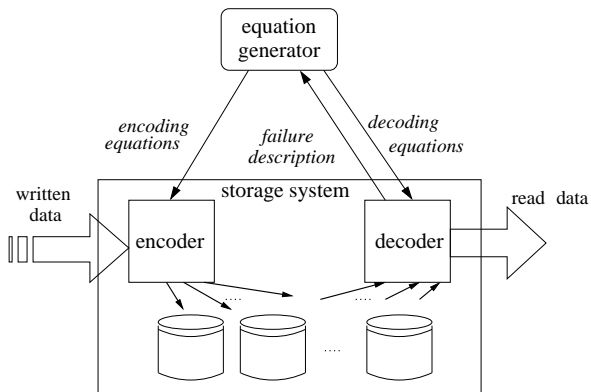 equation
generator
encoding
equations
failure
description
decoding
equations
written
data
storage system
read data
encoder
decoder
....
....
....